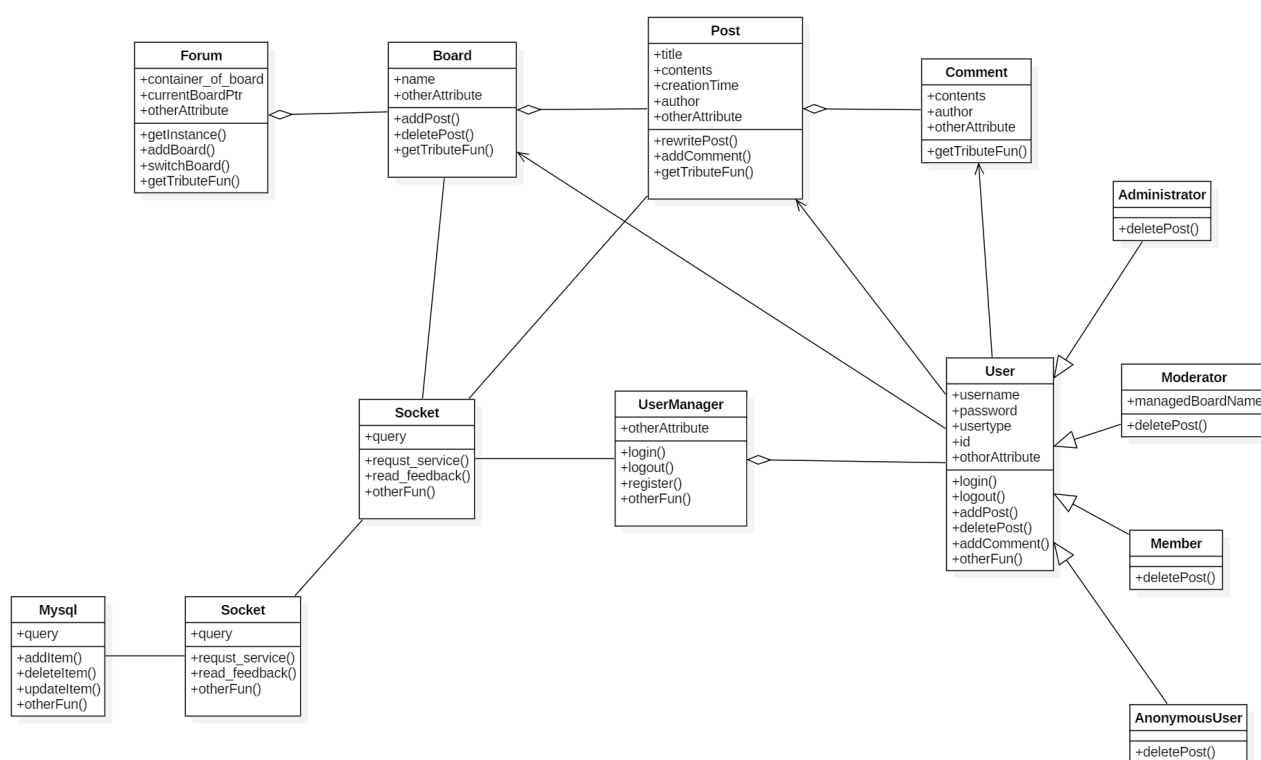 Forum
+container_of_board
+currentBoardPtr
+otherAttribute
+getInstance()
+addBoard()
+switchBoard()
+getTributeFun()
Board
+name
+otherAttribute
+addPost()
+deletePost()
+getTributeFun()
Post
+title
+contents
+creationTime
+author
+otherAttribute
+rewritePost()
+addComment()
+getTributeFun()
Comment
+contents
+author
+otherAttribute
+getTributeFun()
Administrator
+deletePost()
User
+username
+password
+usertype
+id
+othorAttribute
+login()
+logout()
+addPost()
+deletePost()
+addComment()
+otherFun()
Moderator
+managedBoardName
+deletePost()
Socket
+query
+requst_service()
+read_feedback()
+otherFun()
UserManager
+otherAttribute
+login()
+logout()
+register()
+otherFun()
Member
+deletePost()
Mysql
+query
+addItem()
+deleteItem()
+updateItem()
+otherFun()
Socket
+query
+requst_service()
+read_feedback()
+otherFun()
AnonymousUser
+deletePost()